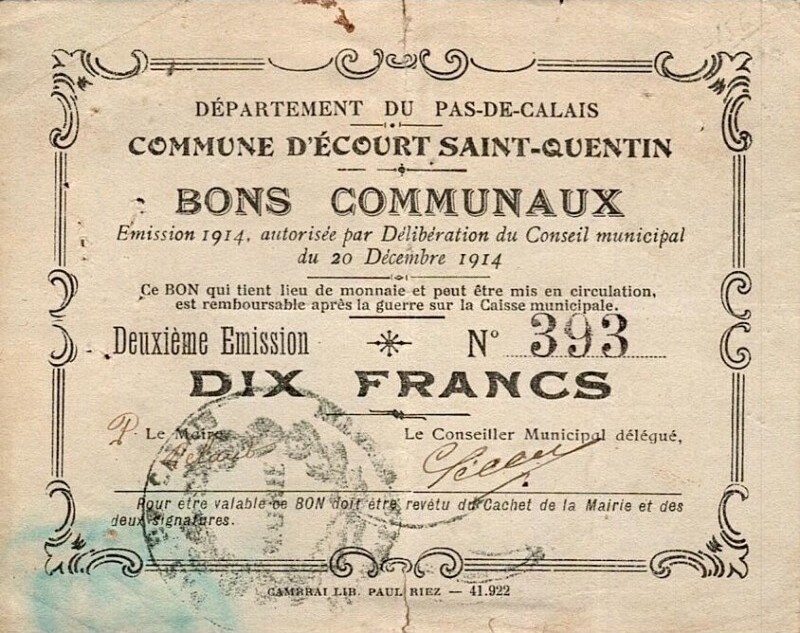 DÉPARTEMENT DU PAS-DE-CALAIS
COMMUNE D'ÉCOURT SAINT-QUENTIN
BONS COMMUNAUX
Emission 1914, autorisée par Délibération du Conseil municipal
du 20 Décembre 1914
Ce BON qui tient lieu de monnaie et peut être mis en circulation,
est remboursable après la guerre sur la Caisse municipale.
Deuxième Emission N° 393
DIX FRANCS
P. Le Maire Le Conseiller Municipal délégué,
MAIRIE
Pour être valable ce BON doit être revêtu du Cachet de la Mairie et des
deux signatures.
CAMBRAI LIB. PAUL RIEZ — 41.922